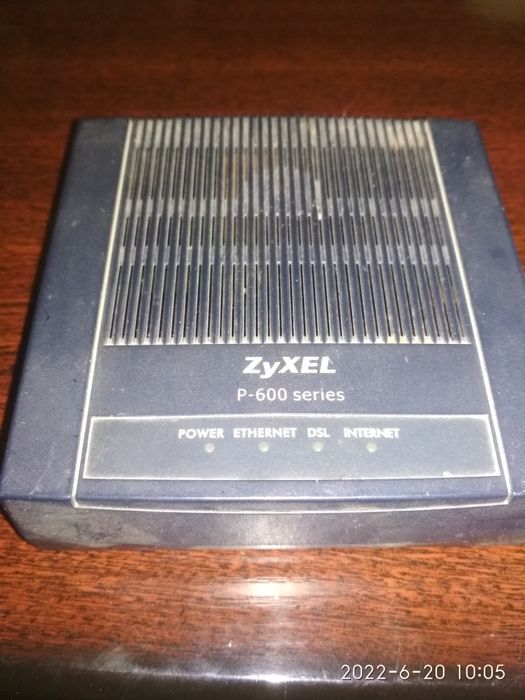 ZyXEL
P-600 series
POWER ETHERNET DSL INTERNET
2022-6-20 10:05